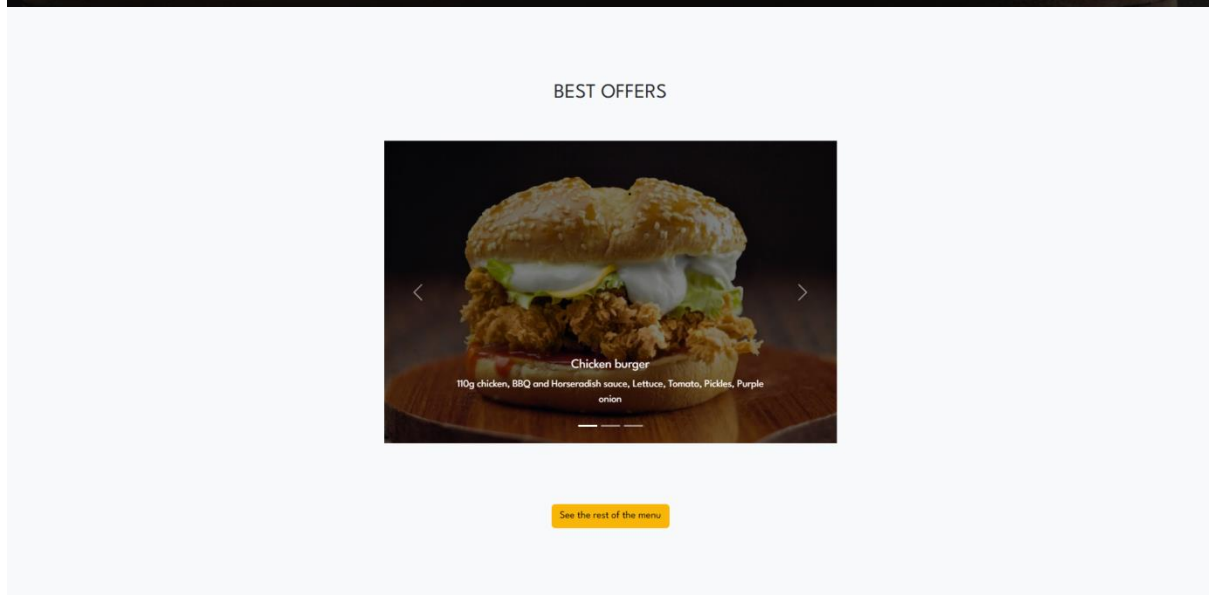 BEST OFFERS
Chicken burger
110g chicken, BBQ and Horseradish sauce, Lettuce, Tomato, Pickles, Purple
onion
See the rest of the menu